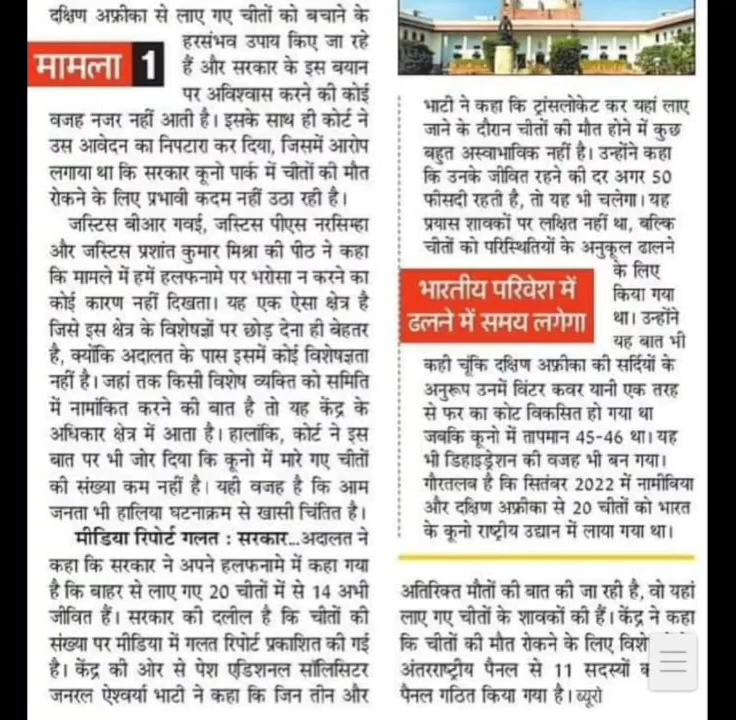 दक्षिण अफ्रीका से लाए गए चीतों को बचाने के
मामला 1
हरसंभव उपाय किए जा रहे
हैं और सरकार के इस बयान
पर अविश्वास करने की कोई
वजह नजर नहीं आती है। इसके साथ ही कोर्ट ने
उस आवेदन का निपटारा कर दिया, जिसमें आरोप
लगाया था कि सरकार कूनो पार्क में चीतों की मौत
रोकने के लिए प्रभावी कदम नहीं उठा रही है।
जस्टिस बीआर गवई, जस्टिस पीएस नरसिम्हा
और जस्टिस प्रशांत कुमार मिश्रा की पीठ ने कहा
कि मामले में हमें हलफनामे पर भरोसा न करने का
कोई कारण नहीं दिखता। यह एक ऐसा क्षेत्र है
जिसे इस क्षेत्र के विशेषज्ञों पर छोड़ देना ही बेहतर
है, क्योंकि अदालत के पास इसमें कोई विशेषज्ञता
नहीं है। जहां तक किसी विशेष व्यक्ति को समिति
में नामांकित करने की बात है तो यह केंद्र के
अधिकार क्षेत्र में आता है। हालांकि, कोर्ट ने इस
बात पर भी जोर दिया कि कूनो में मारे गए चीतों
की संख्या कम नहीं है। यही वजह है कि आम
जनता भी हालिया घटनाक्रम से खासी चिंतित है।
मीडिया रिपोर्ट गलत : सरकार...अदालत ने
कहा कि सरकार ने अपने हलफनामे में कहा गया
है कि बाहर से लाए गए 20 चीतों में से 14 अभी
जीवित हैं। सरकार की दलील है कि चीतों की
संख्या पर मीडिया में गलत रिपोर्ट प्रकाशित की गई
है। केंद्र की ओर से पेश एडिशनल सॉलिसिटर
जनरल ऐश्वर्या भाटी ने कहा कि जिन तीन और
भाटी ने कहा कि ट्रांसलोकेट कर यहां लाए
जाने के दौरान चीतों की मौत होने में कुछ
बहुत अस्वाभाविक नहीं है। उन्होंने कहा
कि उनके जीवित रहने की दर अगर 50
फीसदी रहती है, तो यह भी चलेगा। यह
प्रयास शावकों पर लक्षित नहीं था, बल्कि
चीतों को परिस्थितियों के अनुकूल ढालने
भारतीय परिवेश में
ढलने में समय लगेगा
के लिए
किया गया
था। उन्होंने
यह बात भी
कही चूंकि दक्षिण अफ्रीका की सर्दियों के
अनुरूप उनमें विंटर कवर यानी एक तरह
से फर का कोट विकसित हो गया था
जबकि कूनो में तापमान 45-46 था। यह
भी डिहाइड्रेशन की वजह भी बन गया।
गौरतलब है कि सितंबर 2022 में नामीबिया
और दक्षिण अफ्रीका से 20 चीतों को भारत
के कूनो राष्ट्रीय उद्यान में लाया गया था।
अतिरिक्त मौतों की बात की जा रही है, वो यहां
लाए गए चीतों के शावकों की हैं। केंद्र ने कहा
कि चीतों की मौत रोकने के लिए
अंतरराष्ट्रीय पैनल से 11 सदस्यों
पैनल गठित किया गया है। ब्यूरो